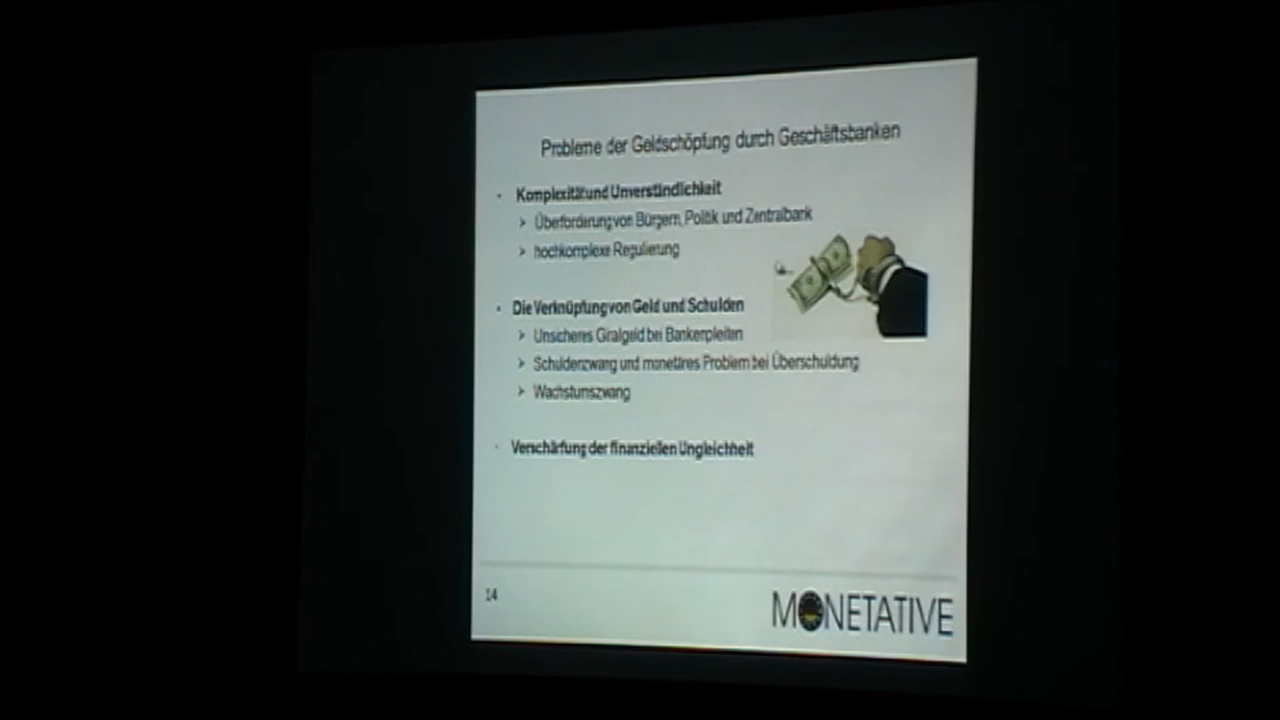 Probleme der Geldschöpfung durch Geschäftsbanken
• Komplexität und Unverständlichkeit
➢ Überforderung von Bürgern, Politik und Zentralbank
➢ hochkomplexe Regulierung
• Die Verknüpfung von Geld und Schulden
➢ Unsicheres Giralgeld bei Bankenpleiten
➢ Schuldenzwang und monetäres Problem bei Überschuldung
➢ Wachstumszwang
• Verschärfung der finanziellen Ungleichheit
14
MONETATIVE